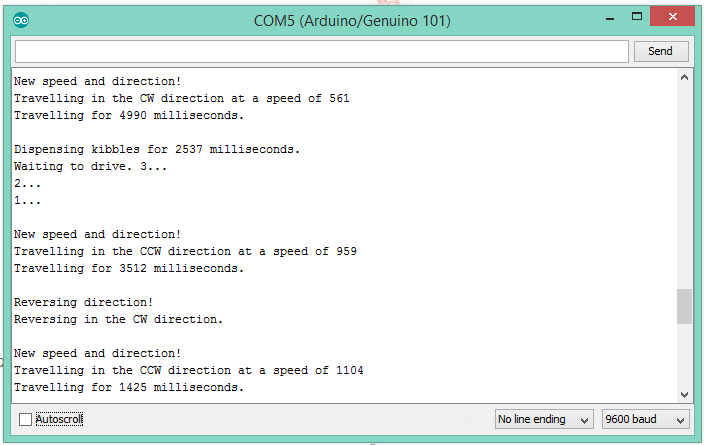 COM5 (Arduino/Genuino 101)
Send
New speed and direction!
Travelling in the CW direction at a speed of 561
Travelling for 4990 milliseconds.
Dispensing kibbles for 2537 milliseconds.
Waiting to drive. 3...
2...
1...
New speed and direction!
Travelling in the CCW direction at a speed of 959
Travelling for 3512 milliseconds.
Reversing direction!
Reversing in the CW direction.
New speed and direction!
Travelling in the CCW direction at a speed of 1104
Travelling for 1425 milliseconds.
Autoscroll
No line ending
9600 baud